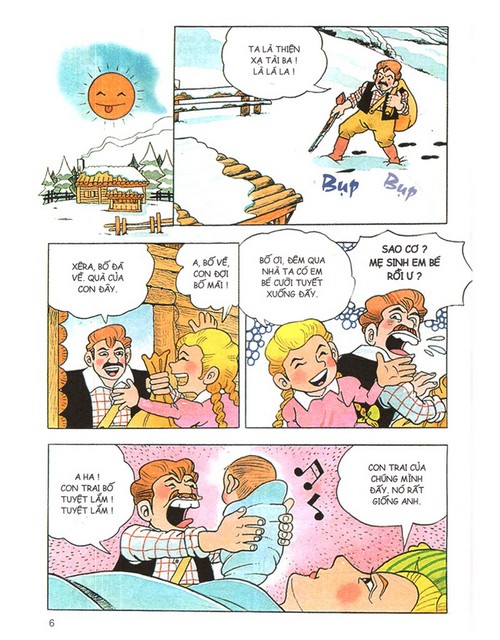 TA LÀ THIỆN
XẠ TÀI BA !
LÀ LÁ LA !
Bụp
Bụp
XÊRA, BỐ ĐÃ
VỀ. QUÀ CỦA
CON ĐÂY.
A, BỐ VỀ,
CON ĐỢI
BỐ MÃI !
BỐ ƠI, ĐÊM QUA
NHÀ TA CÓ EM
BÉ CƯỠI TUYẾT
XUỐNG ĐẤY.
SAO CƠ ?
MẸ SINH EM BÉ
RỒI Ư ?
A HA !
CON TRAI BỐ
TUYỆT LẮM !
TUYỆT LẮM !
CON TRAI CỦA
CHÚNG MÌNH
ĐẤY. NÓ RẤT
GIỐNG ANH.
6